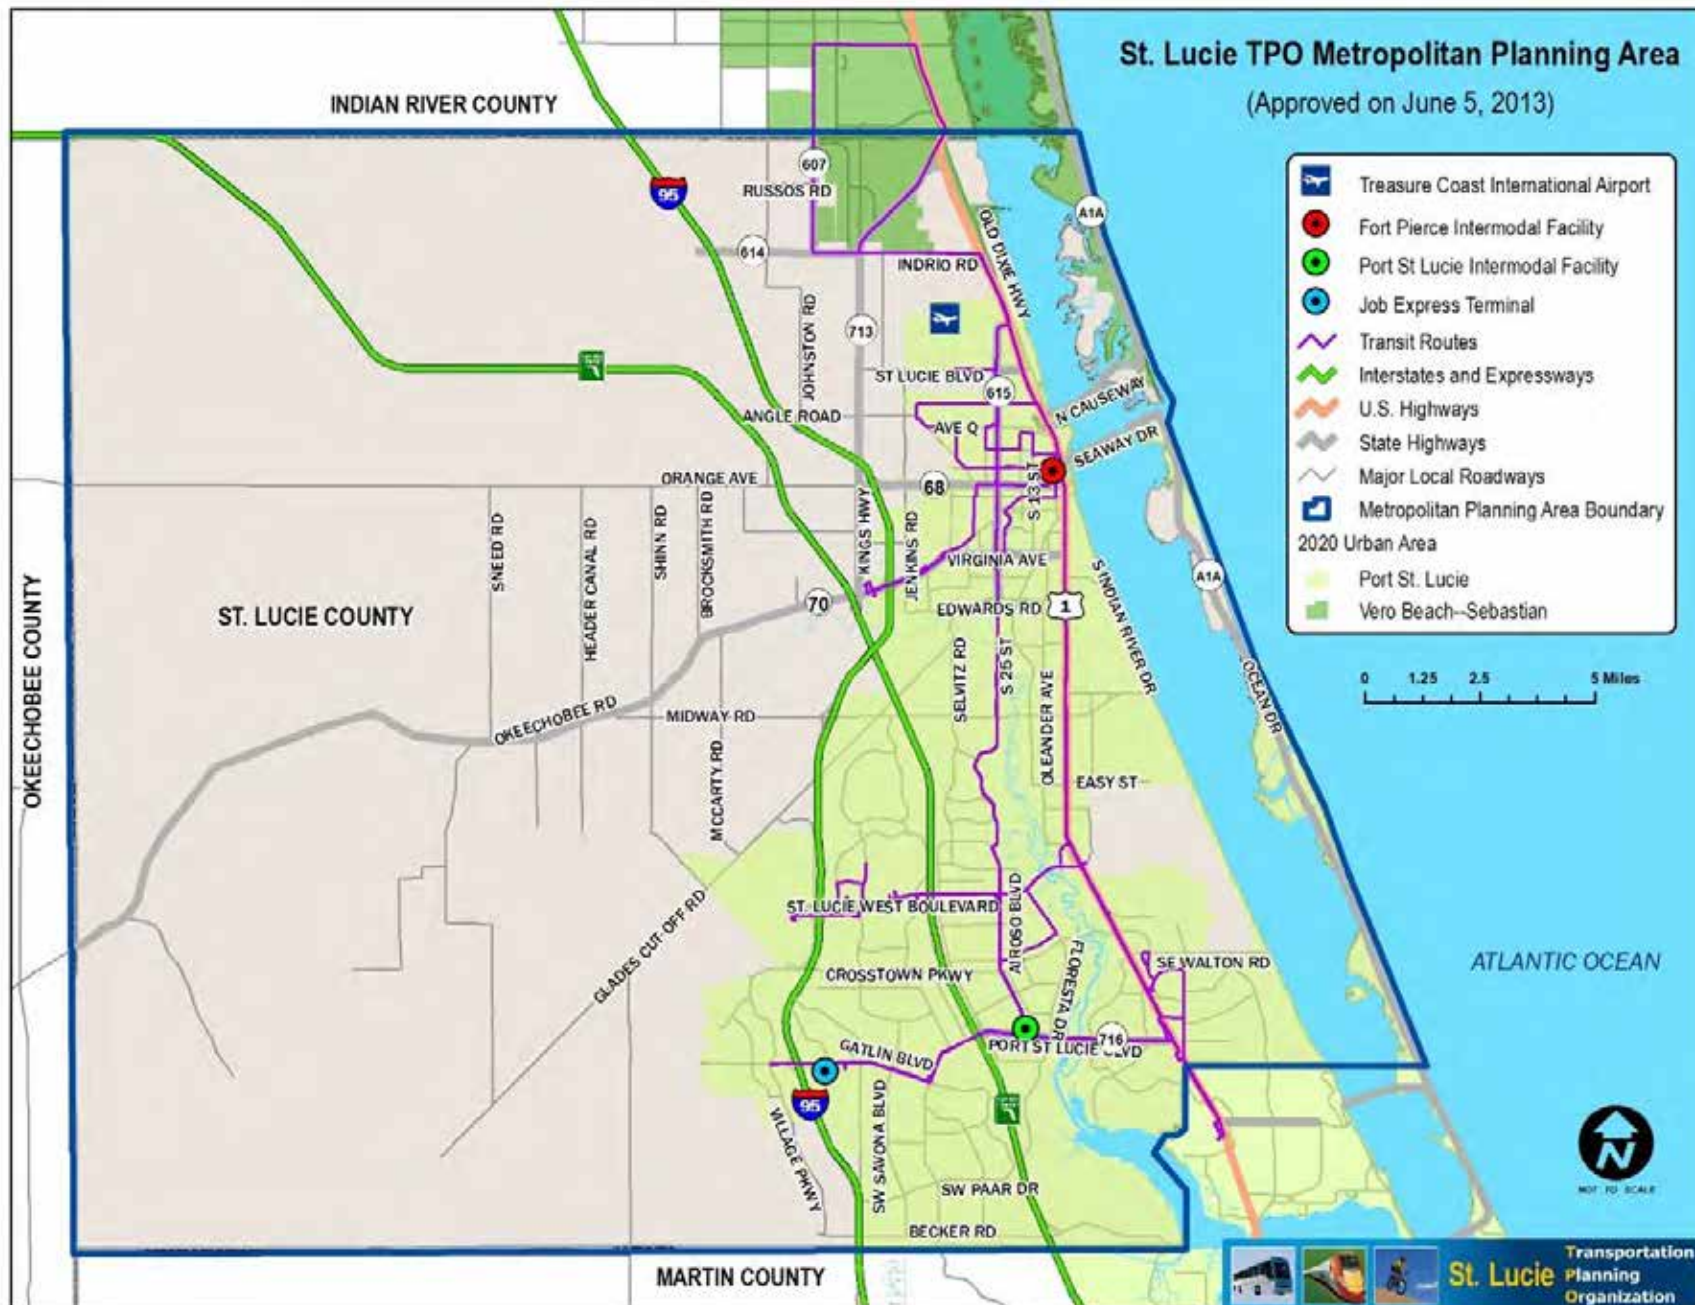 St. Lucie TPO Metropolitan Planning Area
(Approved on June 5, 2013)
INDIAN RIVER COUNTY
Treasure Coast International Airport
Fort Pierce Intermodal Facility
Port St Lucie Intermodal Facility
Job Express Terminal
Transit Routes
Interstates and Expressways
U.S. Highways
State Highways
Major Local Roadways
Metropolitan Planning Area Boundary
2020 Urban Area
Port St. Lucie
Vero Beach--Sebastian
0 1.25 2.5 5 Miles
607
RUSSOS RD
95
A1A
614
INDRIO RD
OLD DIXIE HWY
JOHNSTON RD
713
ST LUCIE BLVD
615
N CAUSEWAY
ANGLE ROAD
AVE Q
SEAWAY DR
ORANGE AVE
68
S 13 ST
SNEED RD
HEADER CANAL RD
SHINN RD
BROCKSMITH RD
KINGS HWY
JENKINS RD
VIRGINIA AVE
S INDIAN RIVER DR
A1A
ST. LUCIE COUNTY
OKEECHOBEE COUNTY
70
EDWARDS RD
1
SELVITZ RD
S 25 ST
OLEANDER AVE
OCEAN DR
OKEECHOBEE RD
MIDWAY RD
MCCARTY RD
EASY ST
GLADES CUT-OFF RD
ST. LUCIE WEST BOULEVARD
AIROSO BLVD
FLORESTA DR
SE WALTON RD
ATLANTIC OCEAN
CROSSTOWN PKWY
GATLIN BLVD
PORT ST LUCIE BLVD
716
95
VILLAGE PKWY
SW SAVONA BLVD
SW PAAR DR
BECKER RD
N
NOT TO SCALE
MARTIN COUNTY
St. Lucie
Transportation
Planning
Organization